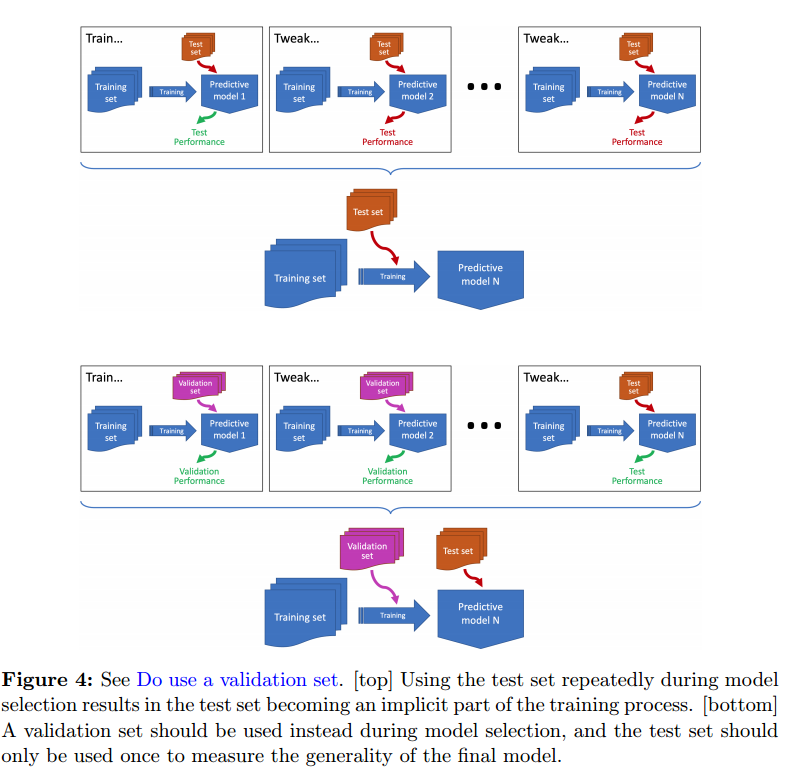 Train...
Test
set
Training
set
Training
Predictive
model 1
Test
Performance
Tweak...
Test
set
Training
set
Training
Predictive
model 2
Test
Performance
Tweak...
Test
set
Training
set
Training
Predictive
model N
Test
Performance
Test set
Training set
Training
Predictive
model N
Train...
Validation
set
Training
set
Training
Predictive
model 1
Validation
Performance
Tweak...
Validation
set
Training
set
Training
Predictive
model 2
Validation
Performance
Tweak...
Test
set
Training
set
Training
Predictive
model N
Test
Performance
Validation
set
Test set
Training set
Training
Predictive
model N
Figure 4: See Do use a validation set. [top] Using the test set repeatedly during model
selection results in the test set becoming an implicit part of the training process. [bottom]
A validation set should be used instead during model selection, and the test set should
only be used once to measure the generality of the final model.